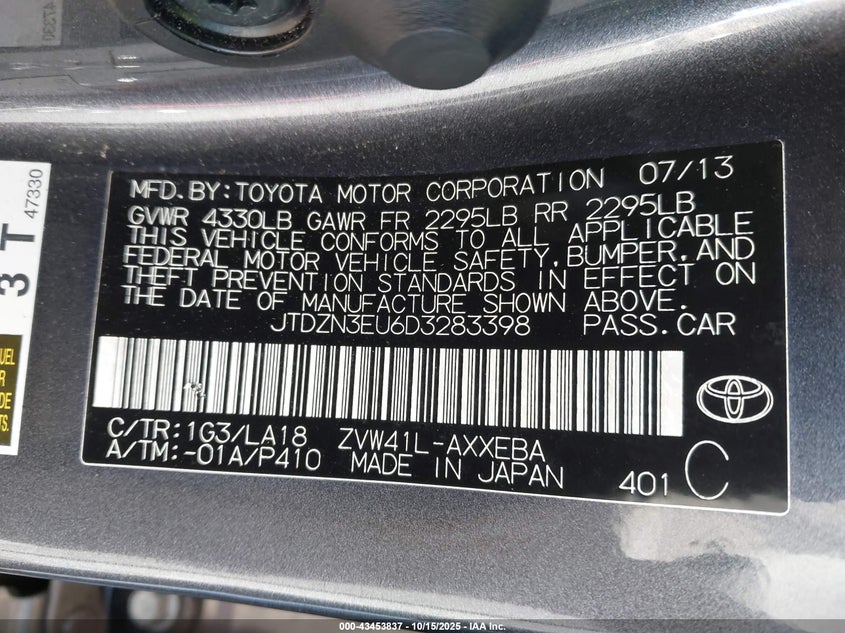 MFD.BY:TOYOTA MOTOR CORPORATION 07/13
GVWR 4330LB GAWR FR 2295LB RR 2295LB
THIS VEHICLE CONFORMS TO ALL APPLICABLE
FEDERAL MOTOR VEHICLE SAFETY,BUMPER,AND
THEFT PREVENTION STANDARDS IN EFFECT ON
THE DATE OF MANUFACTURE SHOWN ABOVE.
JTDZN3EU6D3283398 PASS.CAR
C/TR:1G3/LA18 ZVW41L-AXXEBA
A/TM:-01A/P410 MADE IN JAPAN 401 C
3 T
47330
UEL
R
DE
TS.
000-43453837 - 10/15/2025 - IAA Inc.